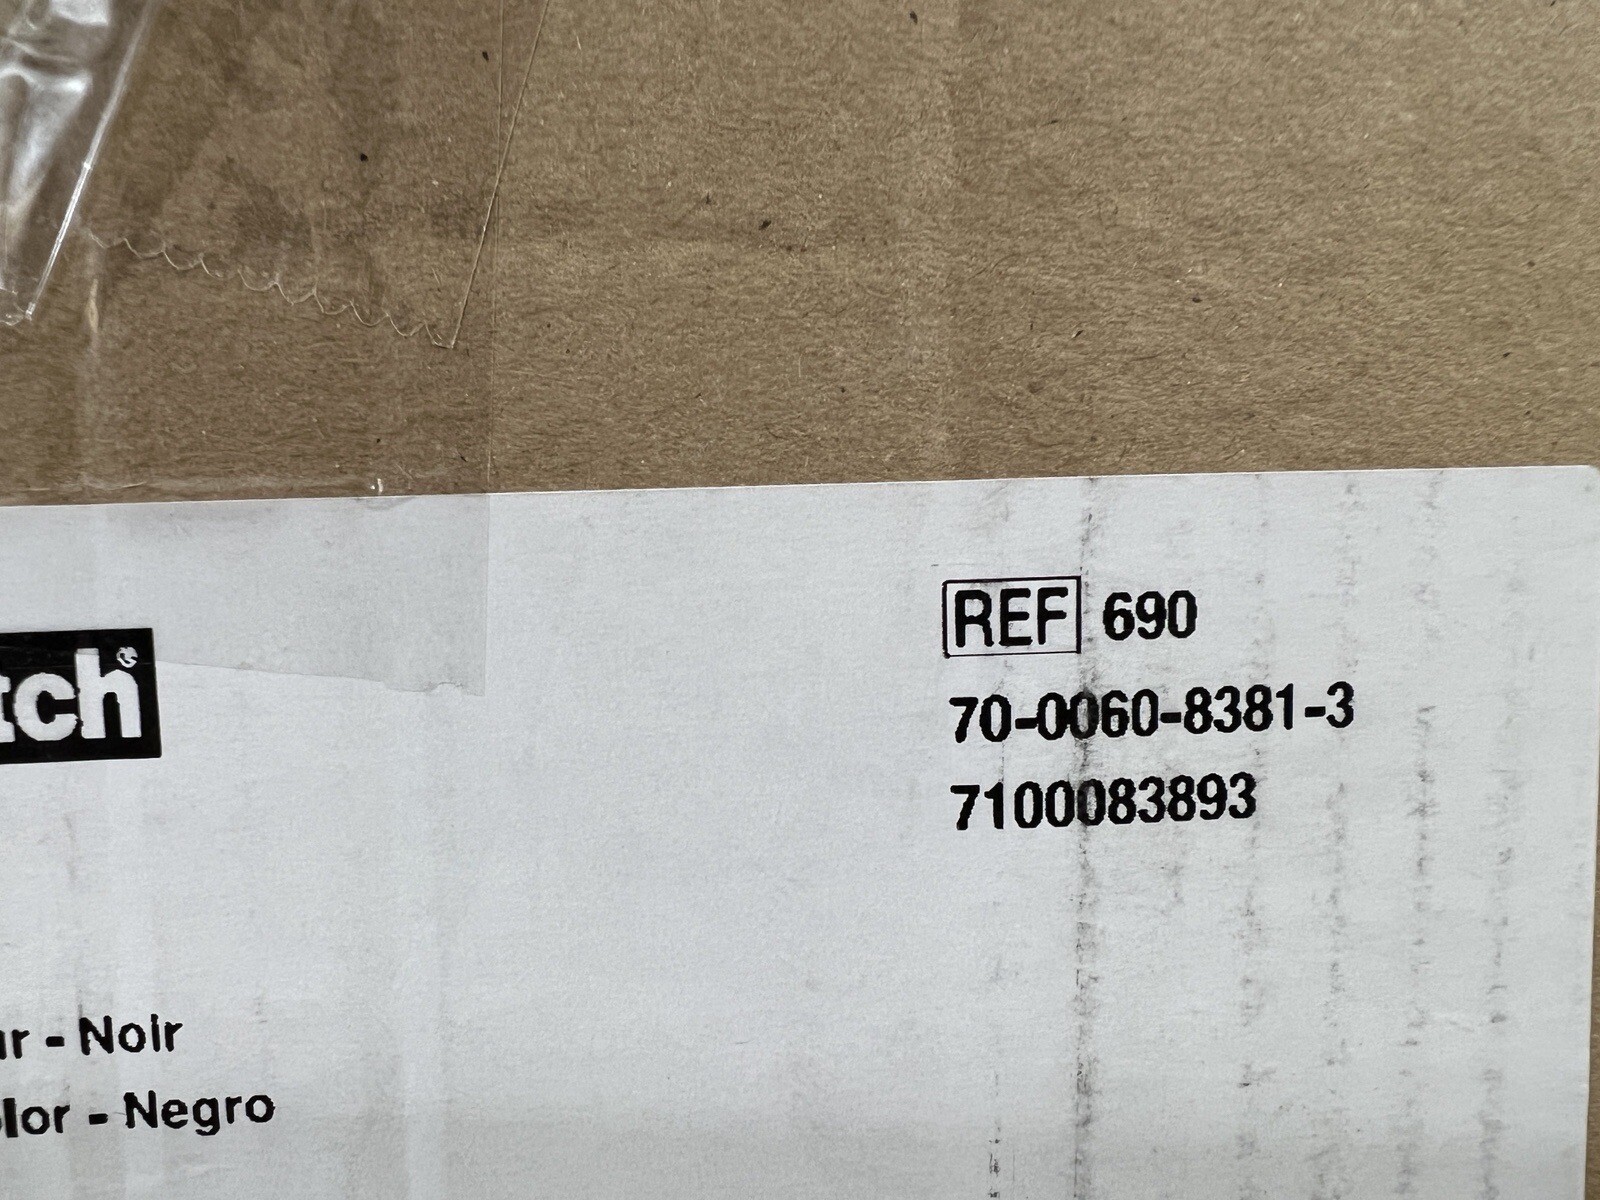 REF 690
70-0060-8381-3
7100083893
tch®
ur - Noir
olor - Negro